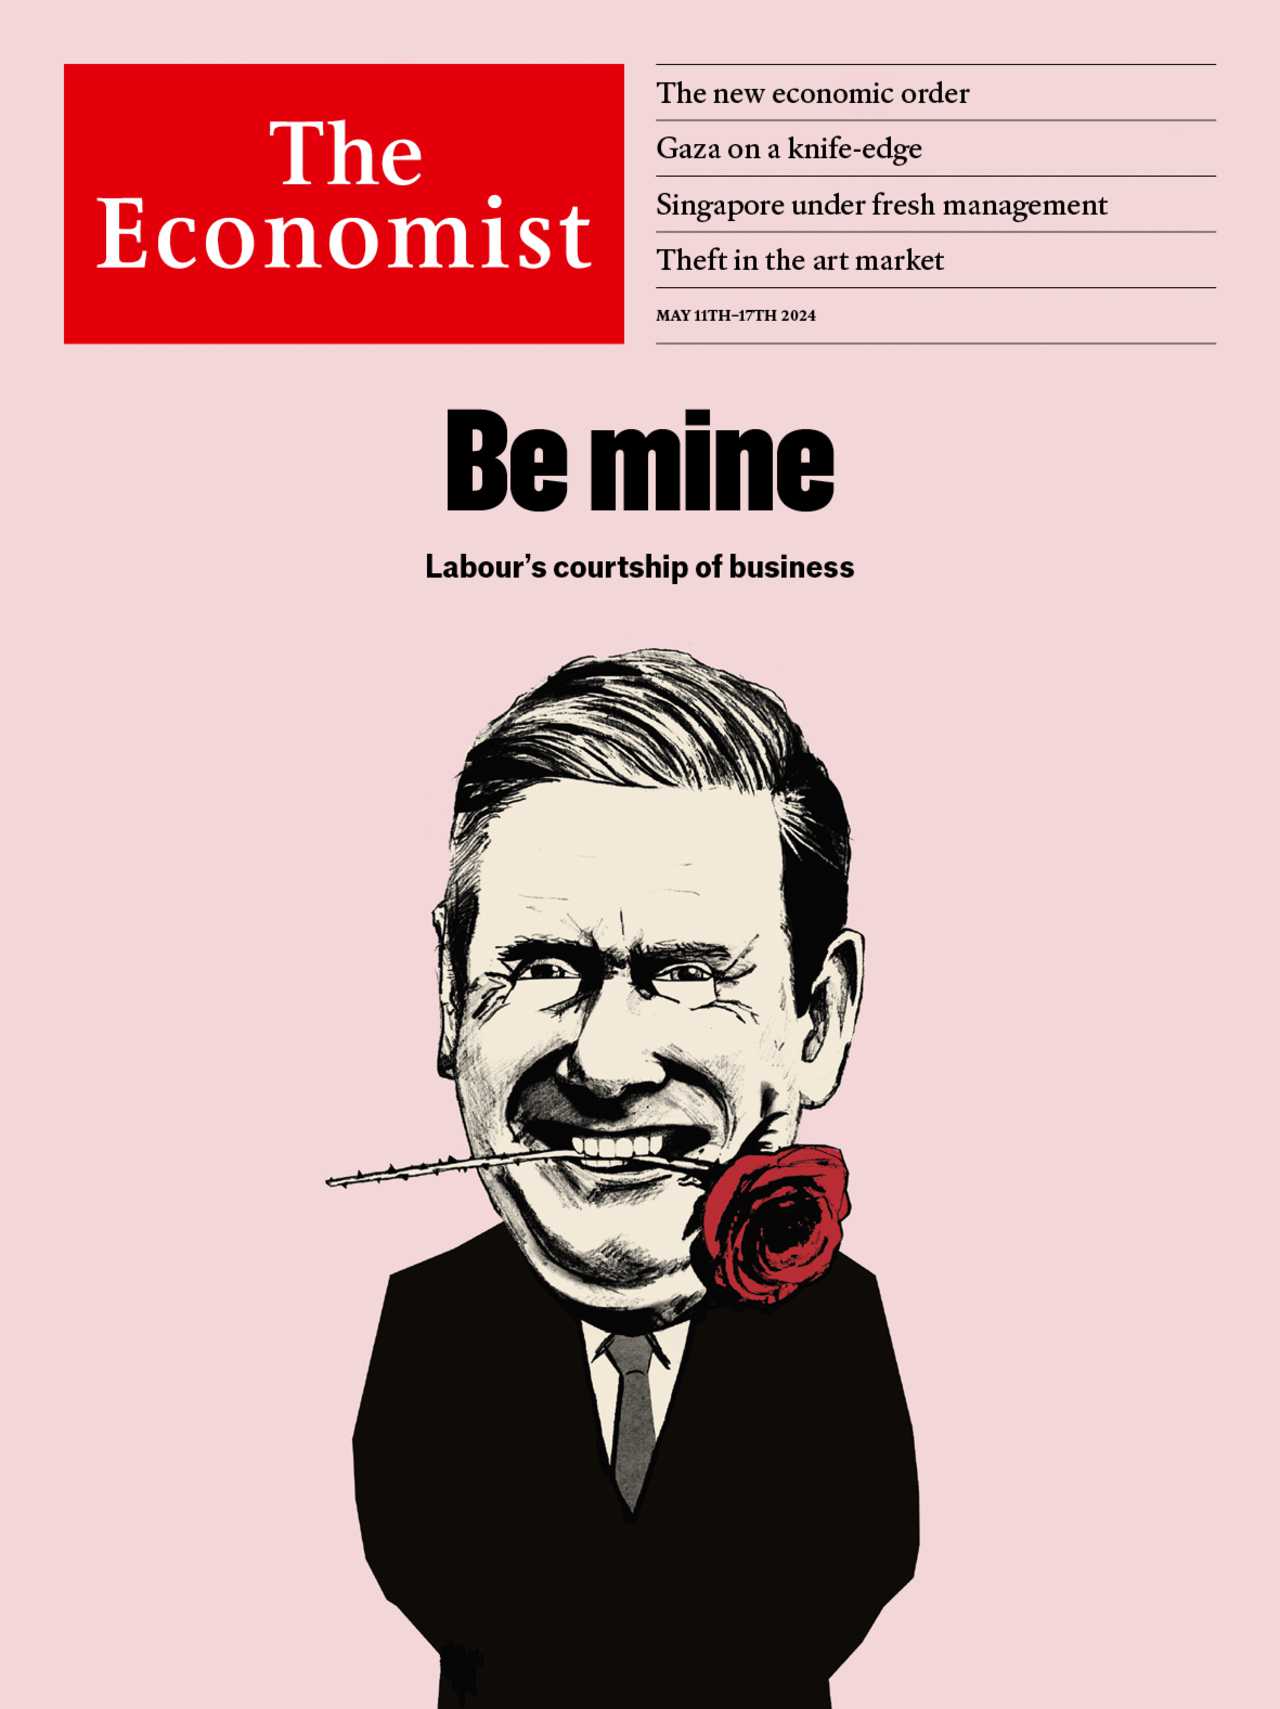 The
Economist
The new economic order
Gaza on a knife-edge
Singapore under fresh management
Theft in the art market
MAY 11TH–17TH 2024
Be mine
Labour’s courtship of business